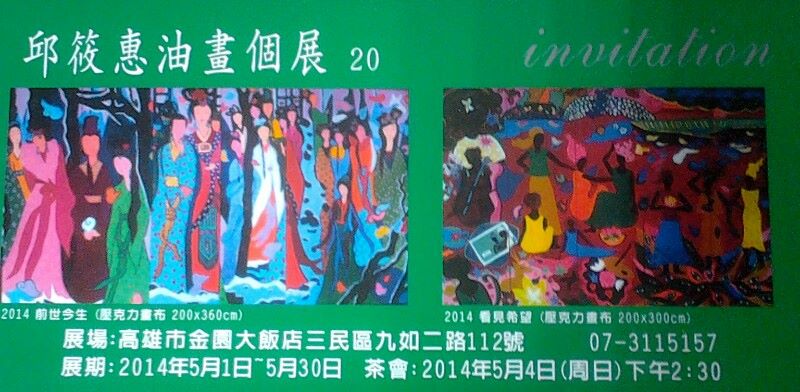 邱筱惠油畫個展 20
invitation
2014 前世今生 (壓克力畫布 200x360cm)
2014 看見希望 (壓克力畫布 200x300cm)
展場:高雄市金園大飯店三民區九如二路112號 07-3115157
展期:2014年5月1日~5月30日 茶會:2014年5月4日(周日)下午2:30